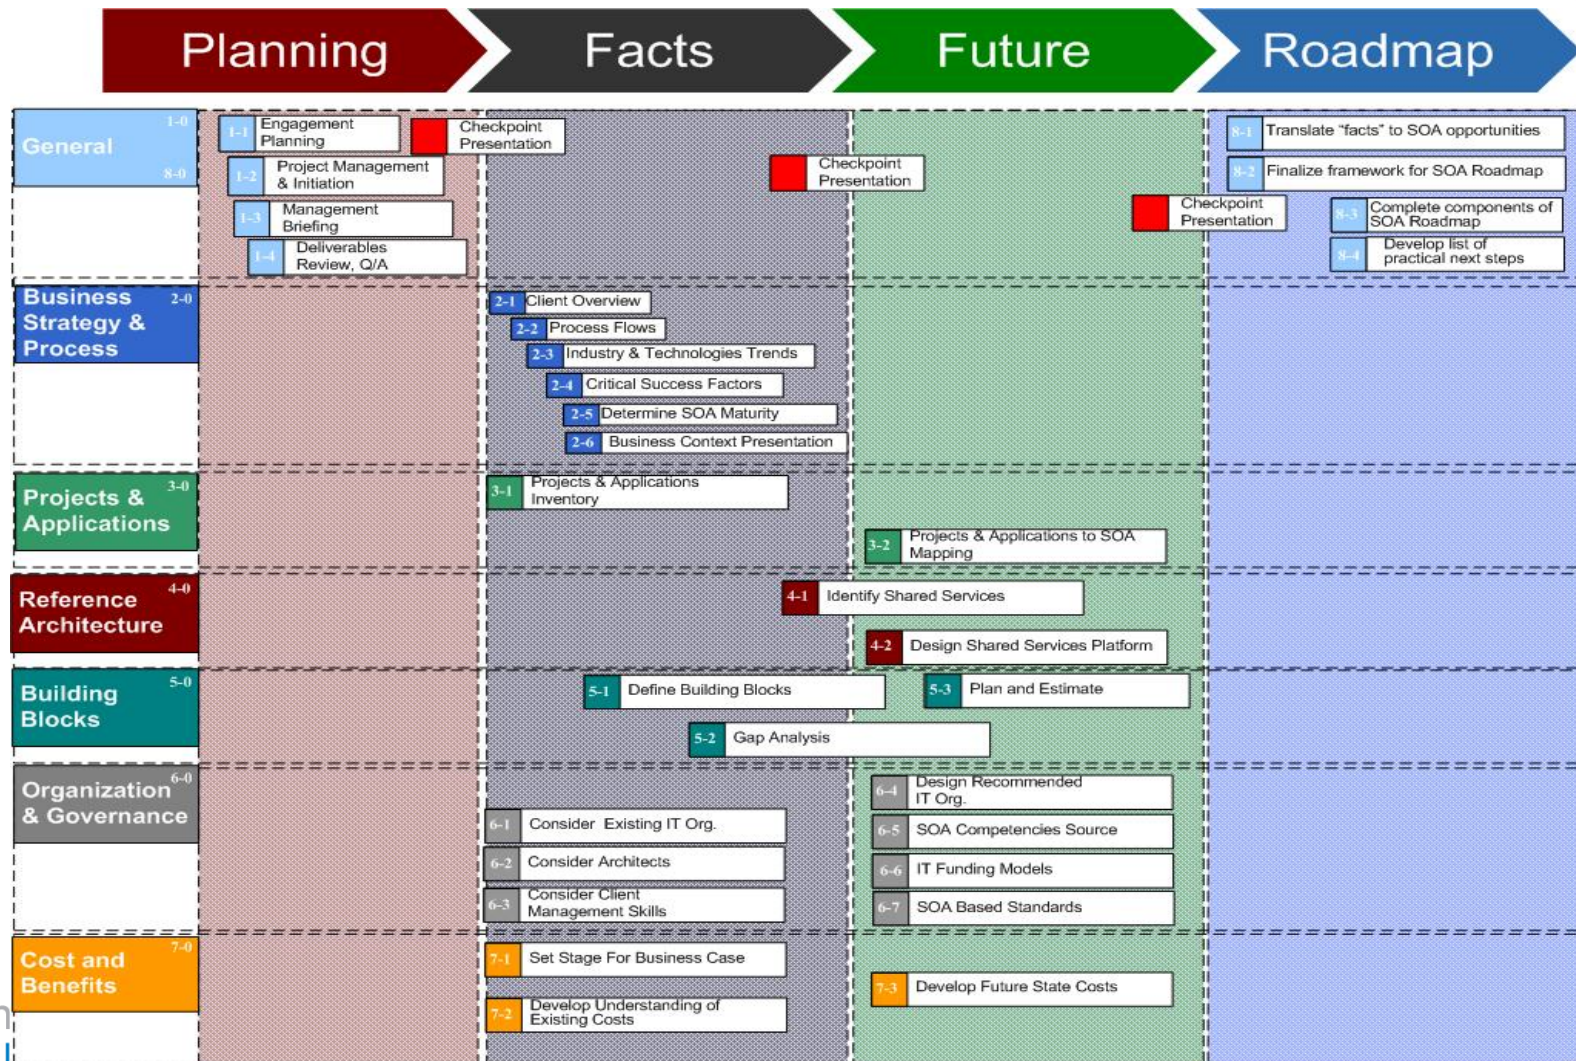 Planning
Facts
Future
Roadmap
General
1-0
8-0
1-1
Engagement
Planning
1-2
Project Management
& Initiation
1-3
Management
Briefing
1-4
Deliverables
Review, Q/A
Checkpoint
Presentation
Checkpoint
Presentation
Checkpoint
Presentation
8-1
Translate “facts” to SOA opportunities
8-2
Finalize framework for SOA Roadmap
8-3
Complete components of
SOA Roadmap
8-4
Develop list of
practical next steps
Business
Strategy &
Process
2-0
2-1
Client Overview
2-2
Process Flows
2-3
Industry & Technologies Trends
2-4
Critical Success Factors
2-5
Determine SOA Maturity
2-6
Business Context Presentation
Projects &
Applications
3-0
3-1
Projects & Applications
Inventory
3-2
Projects & Applications to SOA
Mapping
Reference
Architecture
4-0
4-1
Identify Shared Services
4-2
Design Shared Services Platform
Building
Blocks
5-0
5-1
Define Building Blocks
5-3
Plan and Estimate
5-2
Gap Analysis
Organization
& Governance
6-0
6-1
Consider Existing IT Org.
6-2
Consider Architects
6-3
Consider Client
Management Skills
6-4
Design Recommended
IT Org.
6-5
SOA Competencies Source
6-6
IT Funding Models
6-7
SOA Based Standards
Cost and
Benefits
7-0
7-1
Set Stage For Business Case
7-2
Develop Understanding of
Existing Costs
7-3
Develop Future State Costs